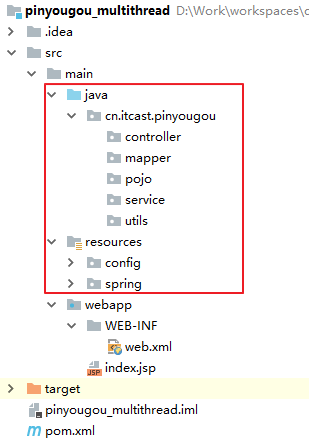 pinyougou_multithread D:\Work\workspaces\c
.idea
src
main
java
cn.itcast.pinyougou
controller
mapper
pojo
service
utils
resources
config
spring
webapp
WEB-INF
web.xml
JSP index.jsp
target
pinyougou_multithread.iml
m pom.xml